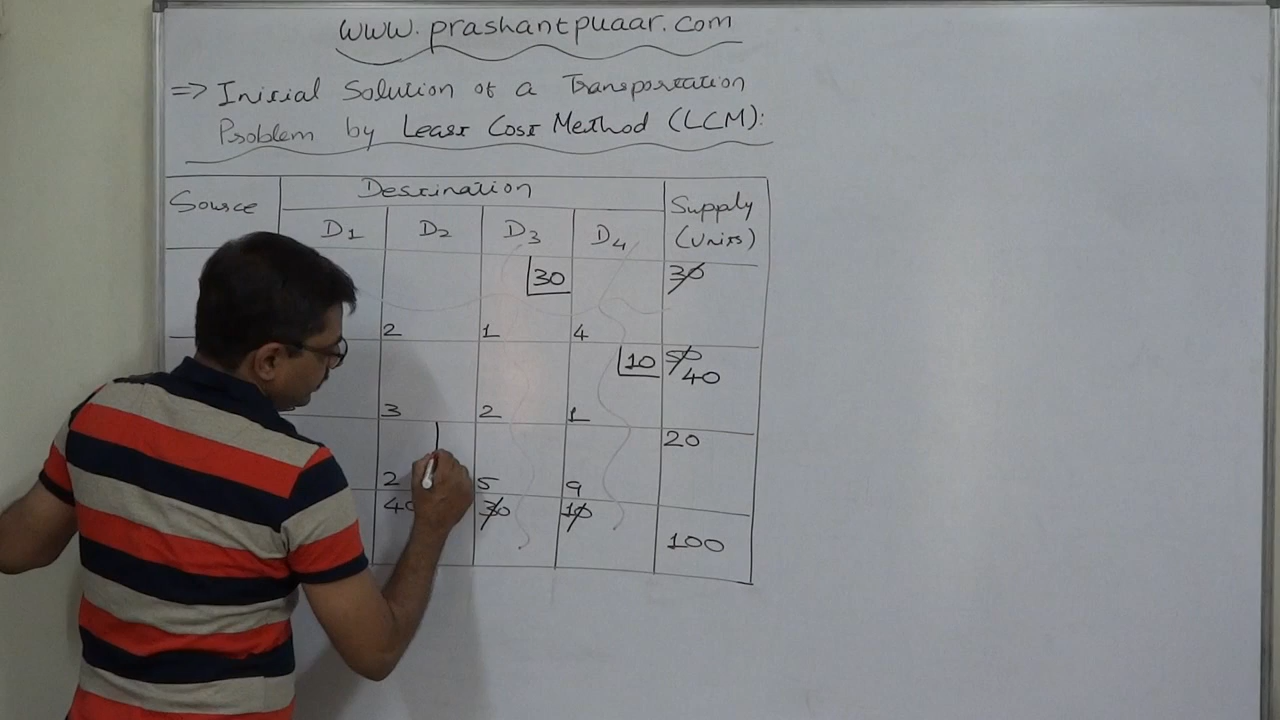 www.prashantpuaar.com
=> Initial Solution of a Transportation
Problem by Least Cost Method (LCM):
Source Destination Supply (Units)
D1 D2 D3 D4
30 30
2 1 4
10 50 40
3 2 1
20
2 5 9
40 30 10
100